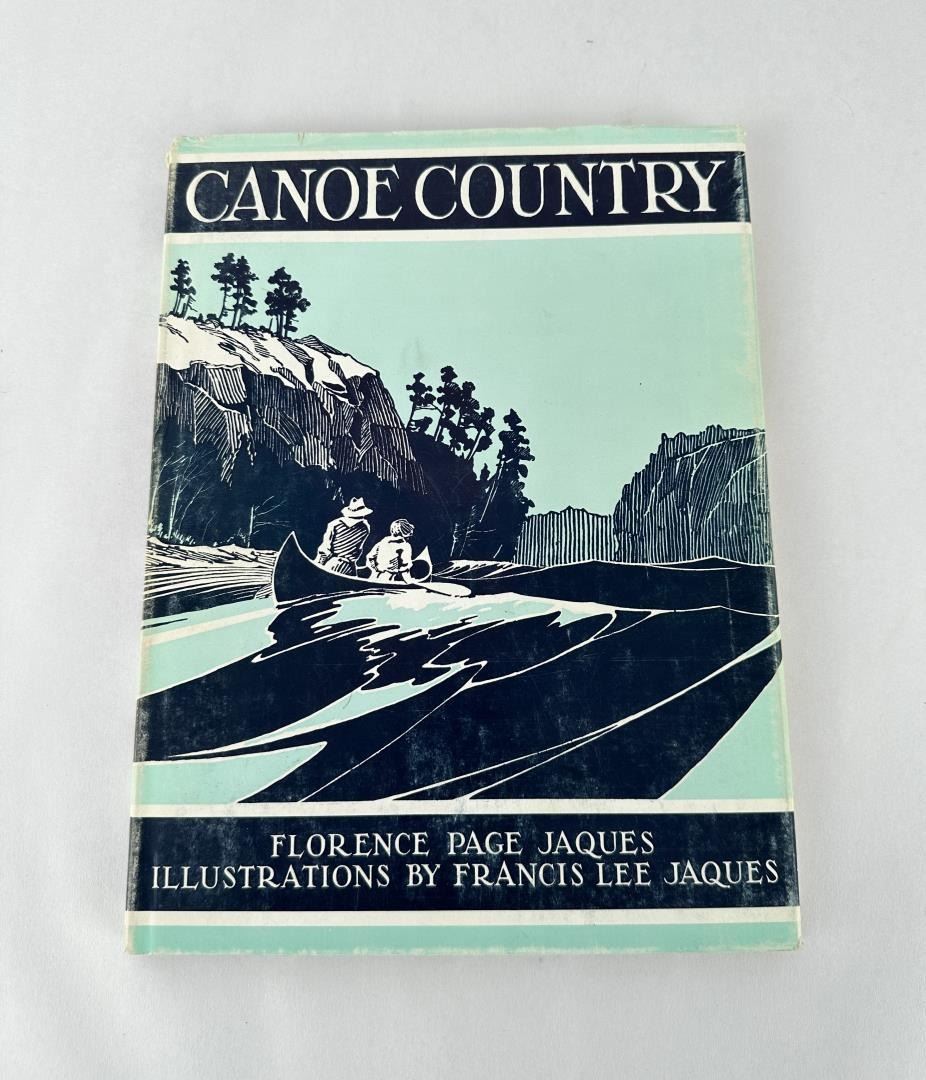 CANOE COUNTRY
FLORENCE PAGE JAQUES
ILLUSTRATIONS BY FRANCIS LEE JAQUES